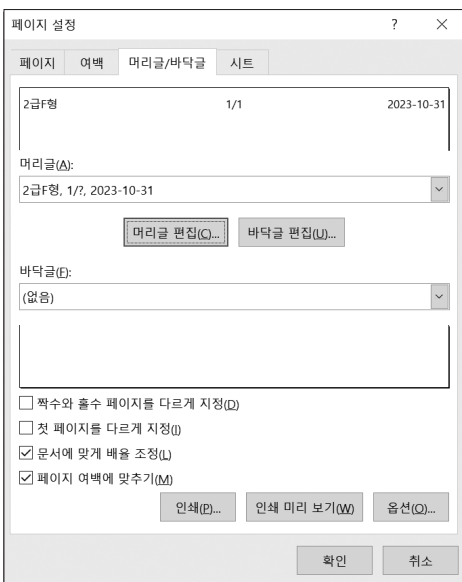 페이지 설정 ? ×
페이지 여백 머리글/바닥글 시트
2급F형 1/1 2023-10-31
머리글(A):
2급F형, 1/?, 2023-10-31
머리글 편집(C)... 바닥글 편집(U)...
바닥글(F):
(없음)
짝수와 홀수 페이지를 다르게 지정(D)
첫 페이지를 다르게 지정(I)
문서에 맞게 배율 조정(L)
페이지 여백에 맞추기(M)
인쇄(P)... 인쇄 미리 보기(W) 옵션(O)...
확인 취소